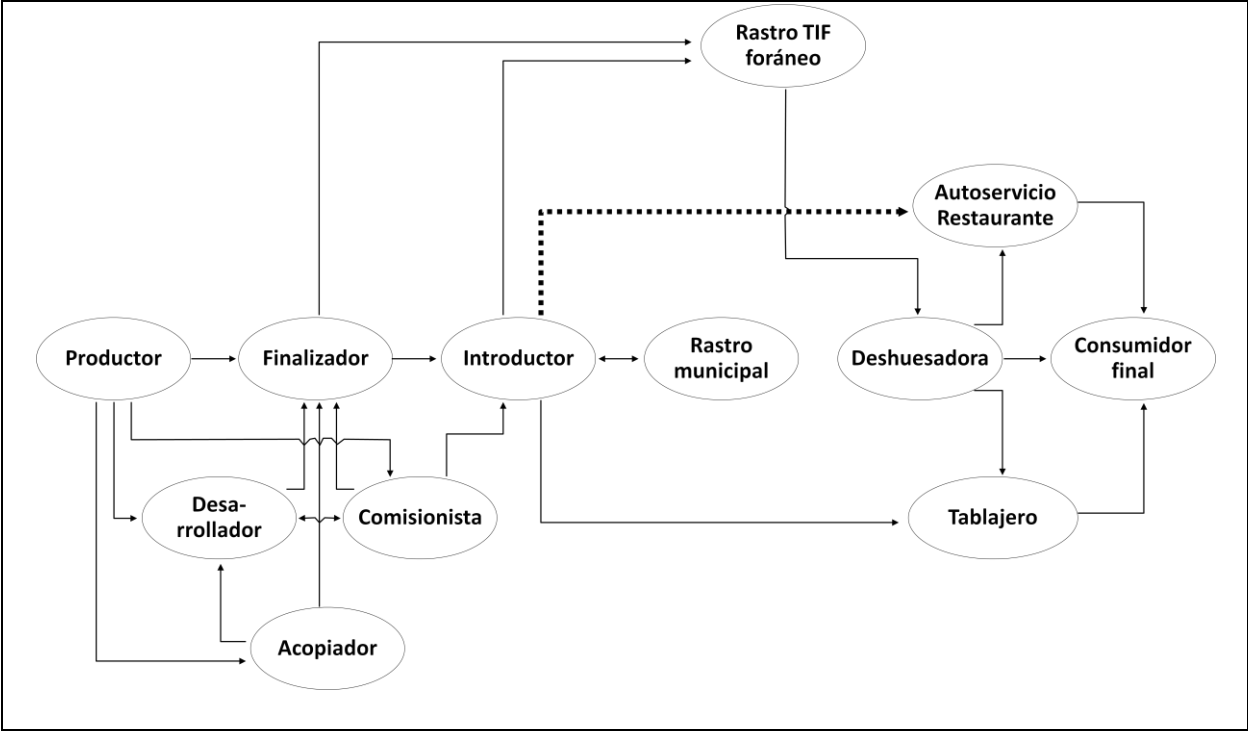 Rastro TIF
foráneo
Autoservicio
Restaurante
Productor
Finalizador
Introductor
Rastro
municipal
Deshuesadora
Consumidor
final
Desa-
rrollador
Comisionista
Tablajero
Acopiador